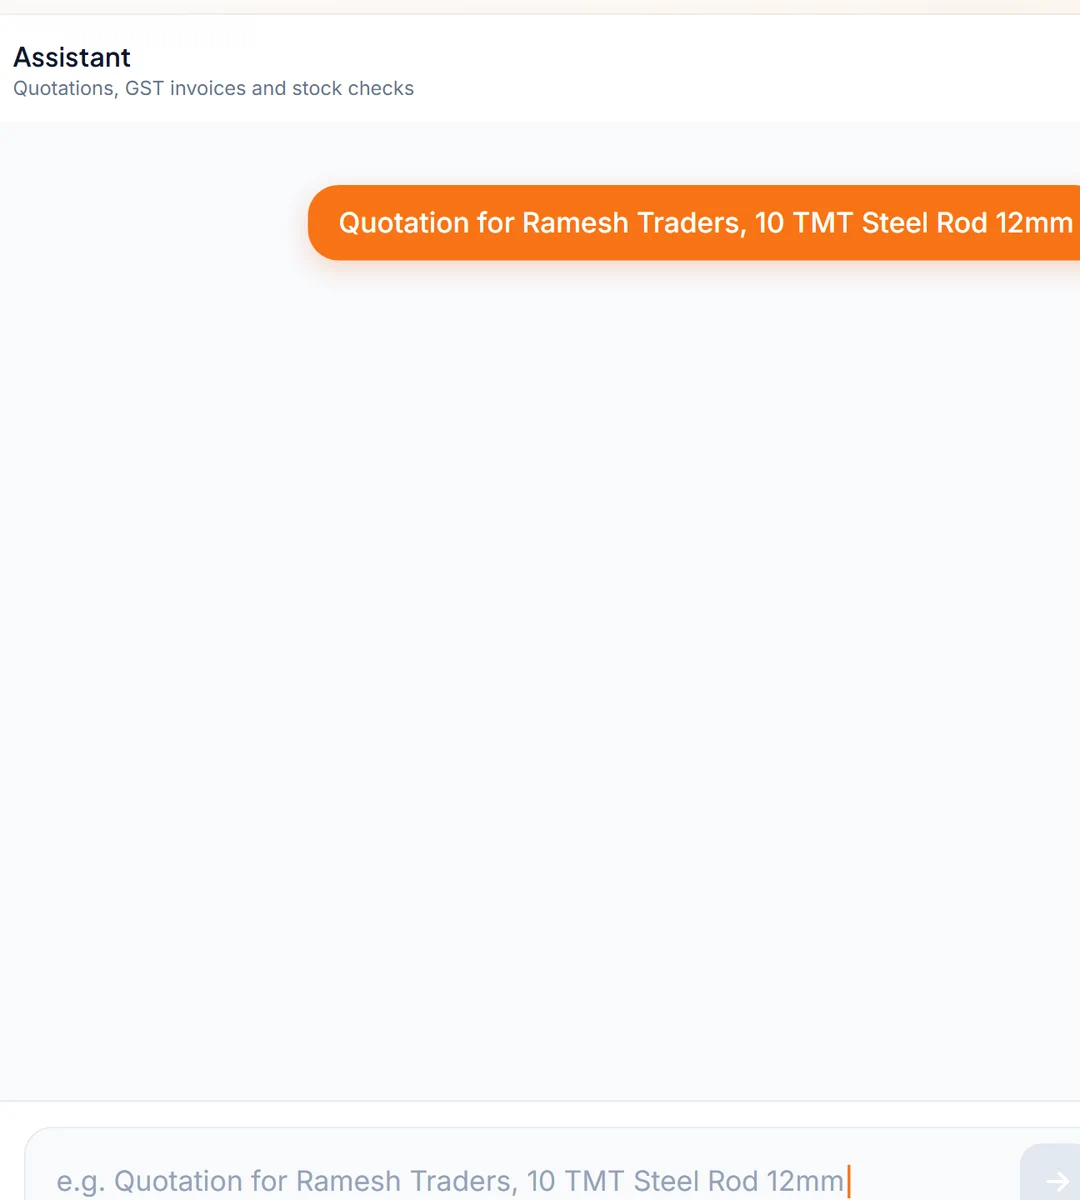 Assistant
Quotations, GST invoices and stock checks
Quotation for Ramesh Traders, 10 TMT Steel Rod 12mm
e.g. Quotation for Ramesh Traders, 10 TMT Steel Rod 12mm